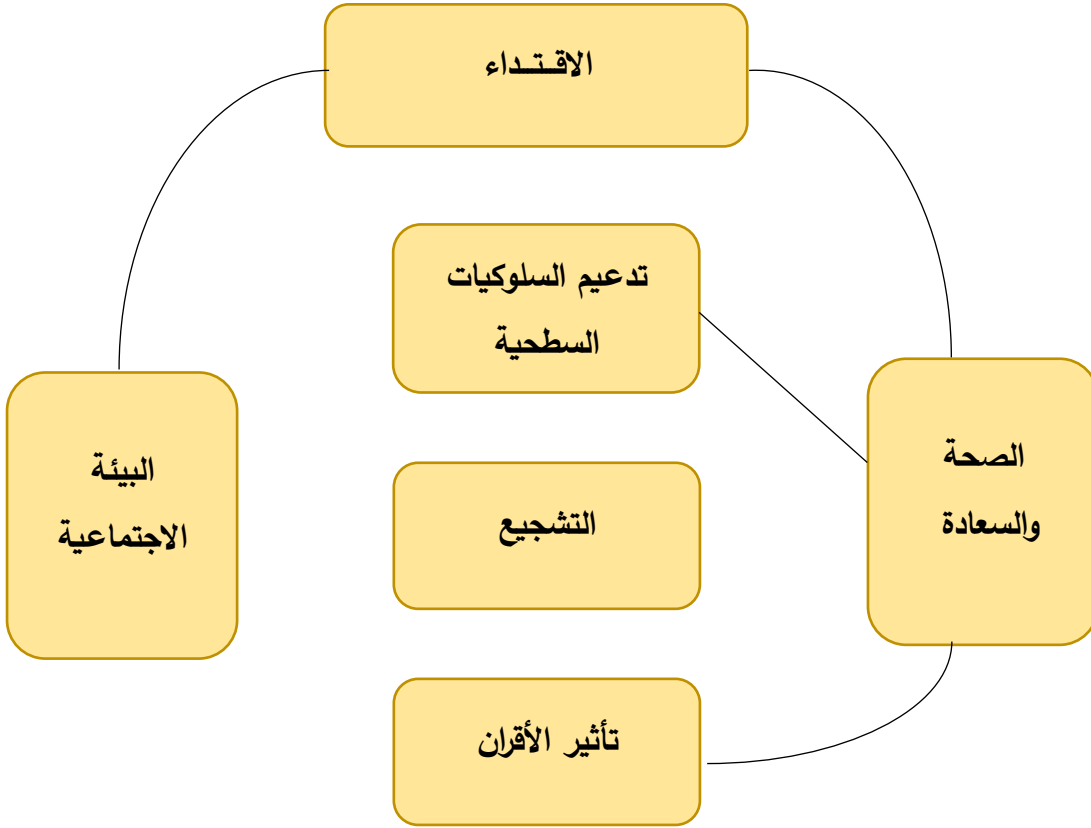 الاقـتـداء
تدعيم السلوكيات
السطحية
الصحة
والسعادة
البيئة
الاجتماعية
التشجيع
تأثير الأقران